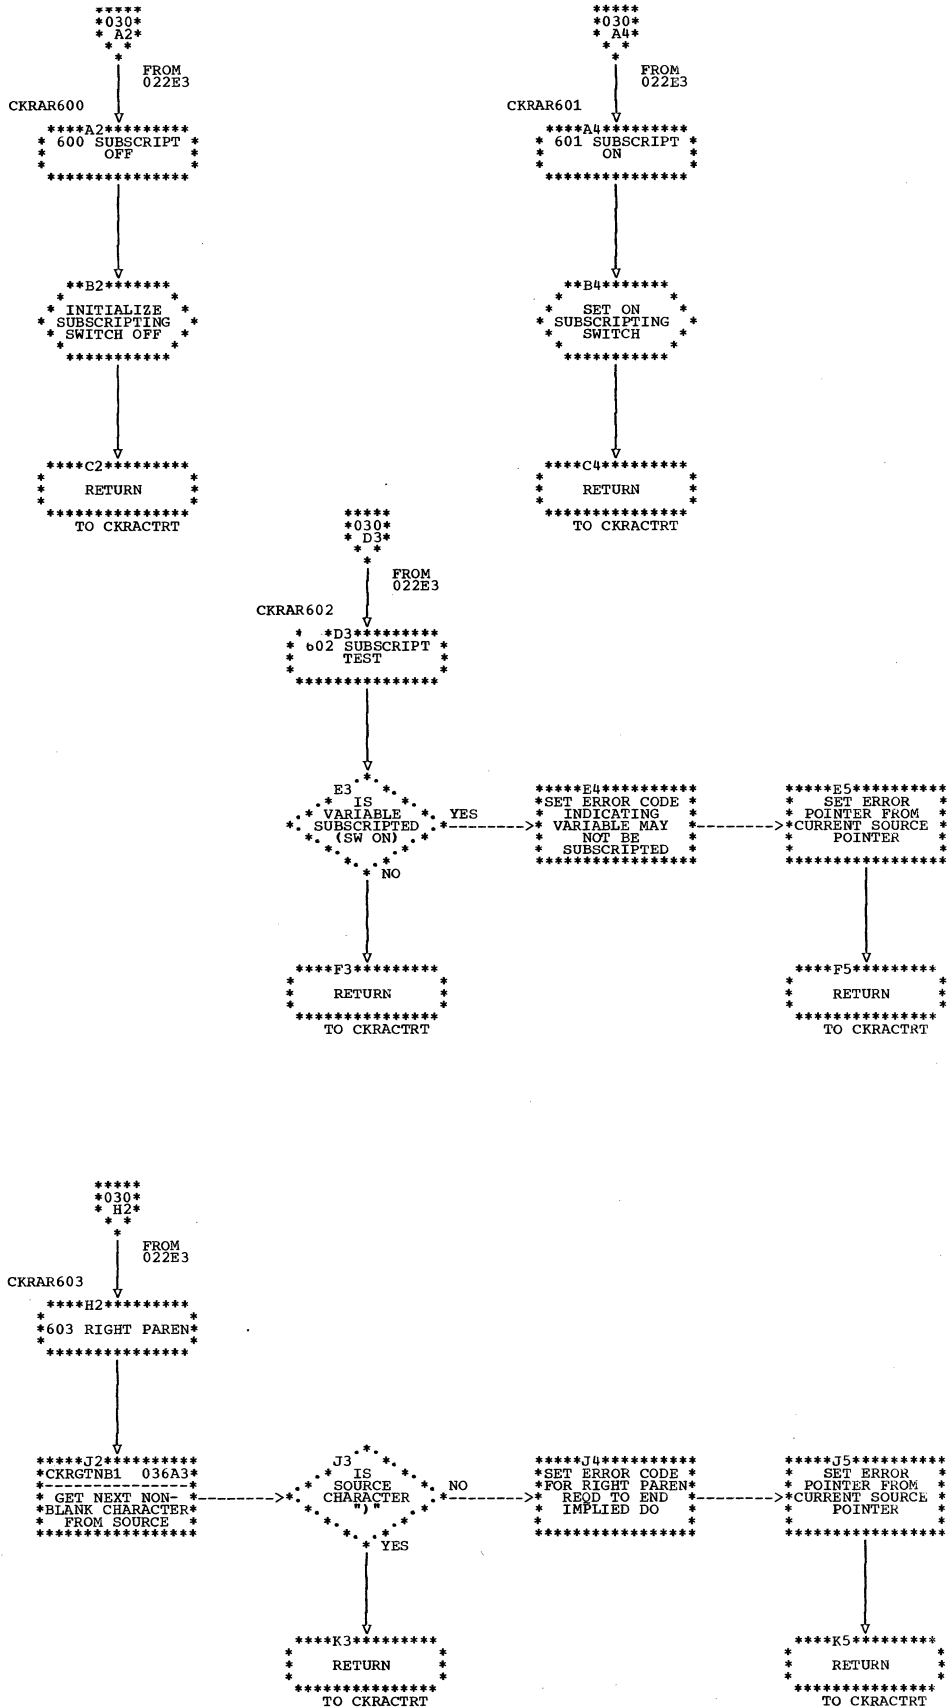 *****
*030*
* A2*
* *
*
FROM
022E3
CKRAR600
****A2*********
600 SUBSCRIPT
OFF
***************
**B2*******
INITIALIZE
SUBSCRIPTING
SWITCH OFF
***********
****C2*********
RETURN
***************
TO CKRACTRT
*****
*030*
* A4*
* *
*
FROM
022E3
CKRAR601
****A4*********
601 SUBSCRIPT
ON
***************
**B4*******
SET ON
SUBSCRIPTING
SWITCH
***********
****C4*********
RETURN
***************
TO CKRACTRT
*****
*030*
* D3*
* *
*
FROM
022E3
CKRAR602
* *D3*********
602 SUBSCRIPT
TEST
***************
E3
IS
VARIABLE
SUBSCRIPTED
(SW ON)
YES
NO
*****E4**********
*SET ERROR CODE *
INDICATING
VARIABLE MAY
NOT BE
SUBSCRIPTED
*****************
*****E5**********
SET ERROR
POINTER FROM
*CURRENT SOURCE *
POINTER
*****************
****F3*********
RETURN
***************
TO CKRACTRT
****F5*********
RETURN
***************
TO CKRACTRT
*****
*030*
* H2*
* *
*
FROM
022E3
CKRAR603
****H2*********
*603 RIGHT PAREN*
***************
*****J2**********
*CKRGTNB1 036A3*
*---------------*
GET NEXT NON-
*BLANK CHARACTER*
FROM SOURCE
*****************
J3
IS
SOURCE
CHARACTER
")"
NO
YES
*****J4**********
*SET ERROR CODE *
*FOR RIGHT PAREN*
REQD TO END
IMPLIED DO
*****************
*****J5**********
SET ERROR
POINTER FROM
*CURRENT SOURCE *
POINTER
*****************
****K3*********
RETURN
***************
TO CKRACTRT
****K5*********
RETURN
***************
TO CKRACTRT